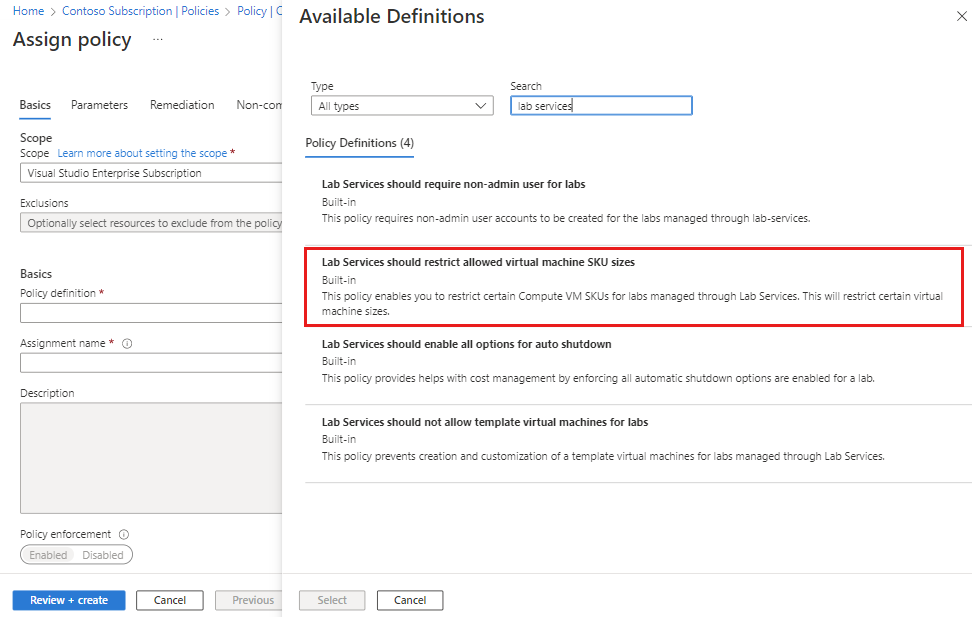 Home > Contoso Subscription | Policies > Policy | C
Assign policy ...
Basics Parameters Remediation Non-com
Scope
Scope Learn more about setting the scope *
Visual Studio Enterprise Subscription
Exclusions
Optionally select resources to exclude from the policy
Basics
Policy definition *
Assignment name *
Description
Policy enforcement
Enabled Disabled
Review + create Cancel Previous
Available Definitions
Type
All types
Search
lab services
Policy Definitions (4)
Lab Services should require non-admin user for labs
Built-in
This policy requires non-admin user accounts to be created for the labs managed through lab-services.
Lab Services should restrict allowed virtual machine SKU sizes
Built-in
This policy enables you to restrict certain Compute VM SKUs for labs managed through Lab Services. This will restrict certain virtual
machine sizes.
Lab Services should enable all options for auto shutdown
Built-in
This policy provides helps with cost management by enforcing all automatic shutdown options are enabled for a lab.
Lab Services should not allow template virtual machines for labs
Built-in
This policy prevents creation and customization of a template virtual machines for labs managed through Lab Services.
Select Cancel